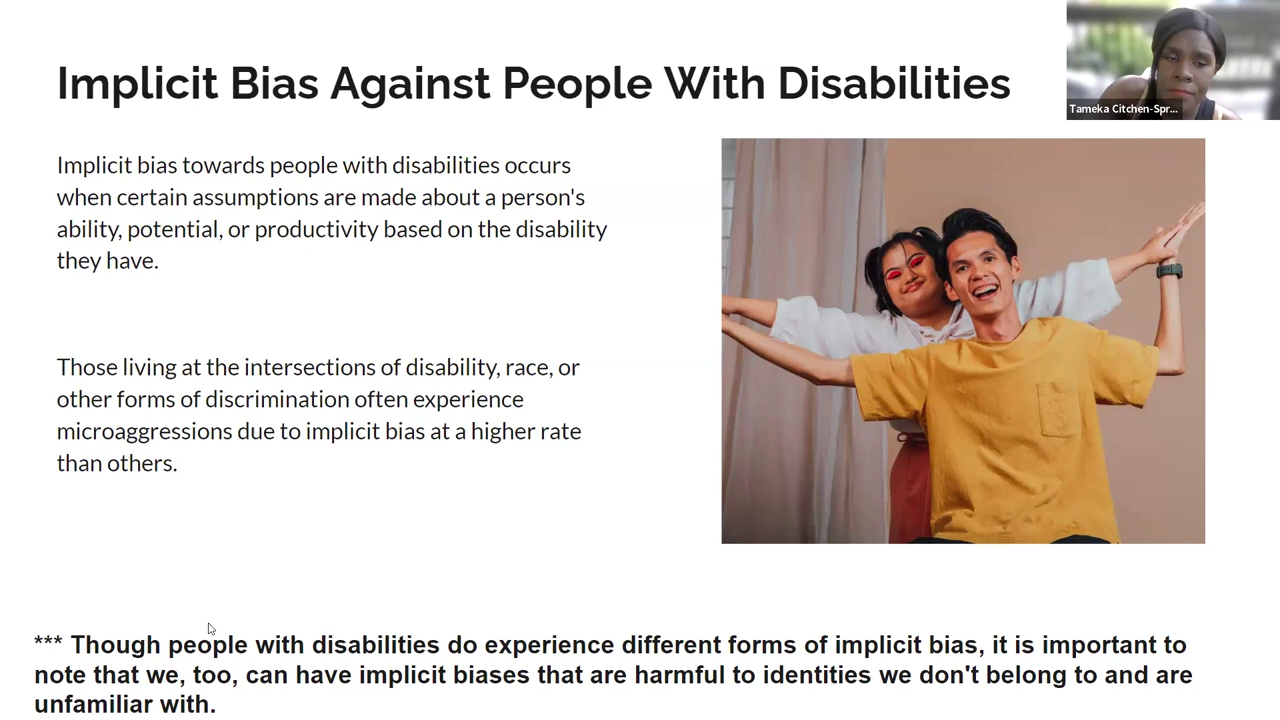 Implicit Bias Against People With Disabilities
Tameka Citchen-Spr...
Implicit bias towards people with disabilities occurs
when certain assumptions are made about a person's
ability, potential, or productivity based on the disability
they have.
Those living at the intersections of disability, race, or
other forms of discrimination often experience
microaggressions due to implicit bias at a higher rate
than others.
*** Though people with disabilities do experience different forms of implicit bias, it is important to
note that we, too, can have implicit biases that are harmful to identities we don't belong to and are
unfamiliar with.